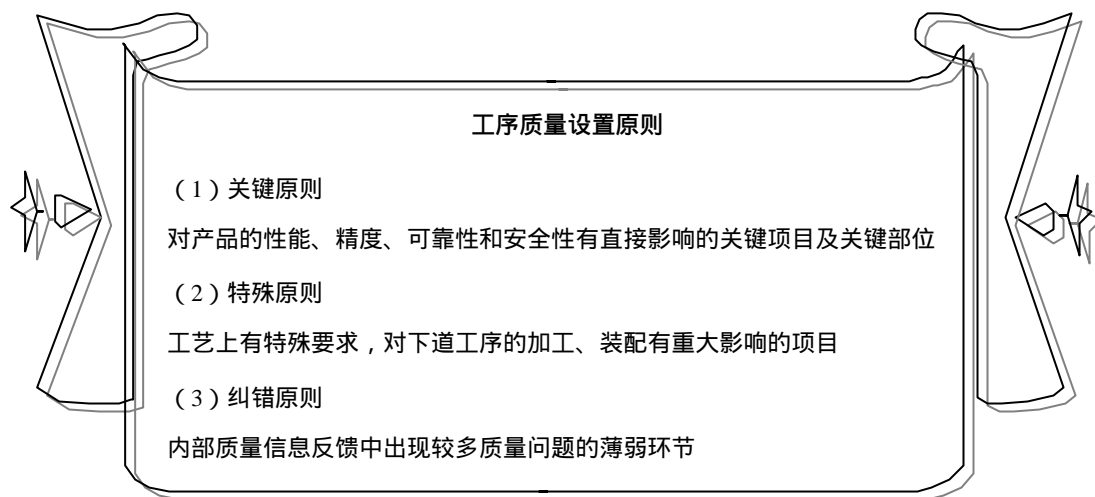 工序质量设置原则
（1）关键原则
对产品的性能、精度、可靠性和安全性有直接影响的关键项目及关键部位
（2）特殊原则
工艺上有特殊要求，对下道工序的加工、装配有重大影响的项目
（3）纠错原则
内部质量信息反馈中出现较多质量问题的薄弱环节